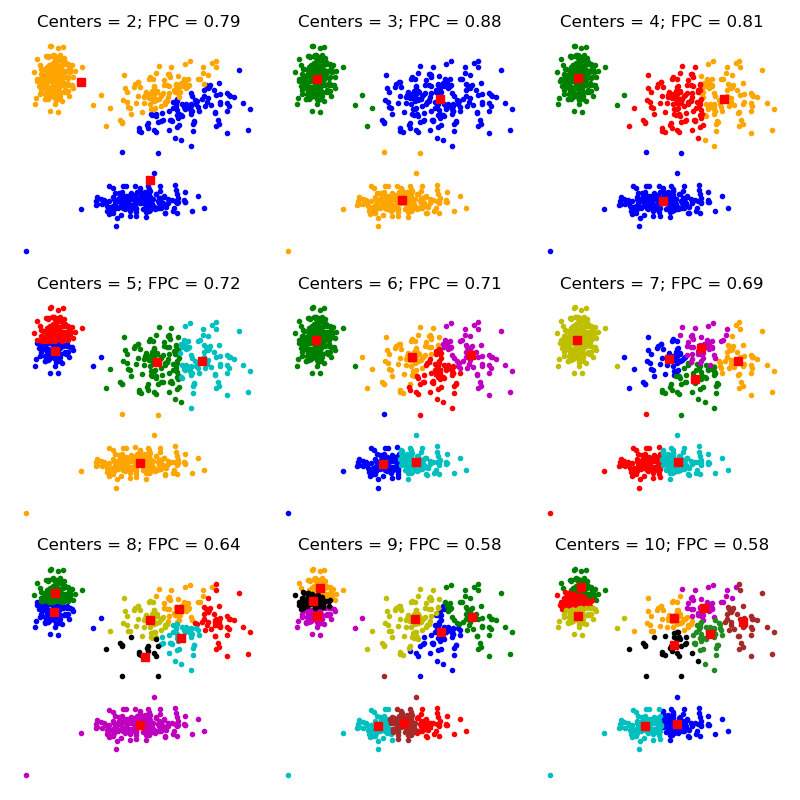 Centers = 2; FPC = 0.79
Centers = 3; FPC = 0.88
Centers = 4; FPC = 0.81
Centers = 5; FPC = 0.72
Centers = 6; FPC = 0.71
Centers = 7; FPC = 0.69
Centers = 8; FPC = 0.64
Centers = 9; FPC = 0.58
Centers = 10; FPC = 0.58